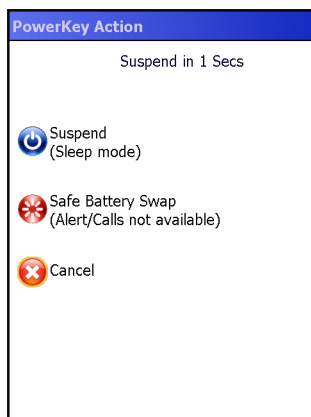 PowerKey Action
Suspend in 1 Secs
Suspend
(Sleep mode)
Safe Battery Swap
(Alert/Calls not available)
Cancel